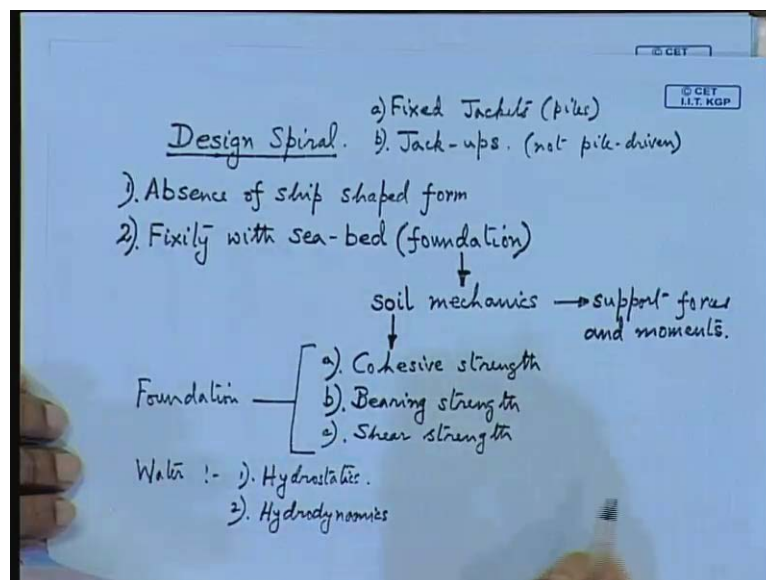 © CET
© CET
I.I.T. KGP
a) Fixed Jackets (piles)
Design Spiral. b). Jack-ups. (not pile-driven)
1). Absence of ship shaped form
2). Fixity with sea-bed (foundation)
soil mechanics → support forces
and moments.
a). Cohesive strength
Foundation b). Bearing strength
c). Shear strength
Water :- 1). Hydrostatics.
2). Hydrodynamics